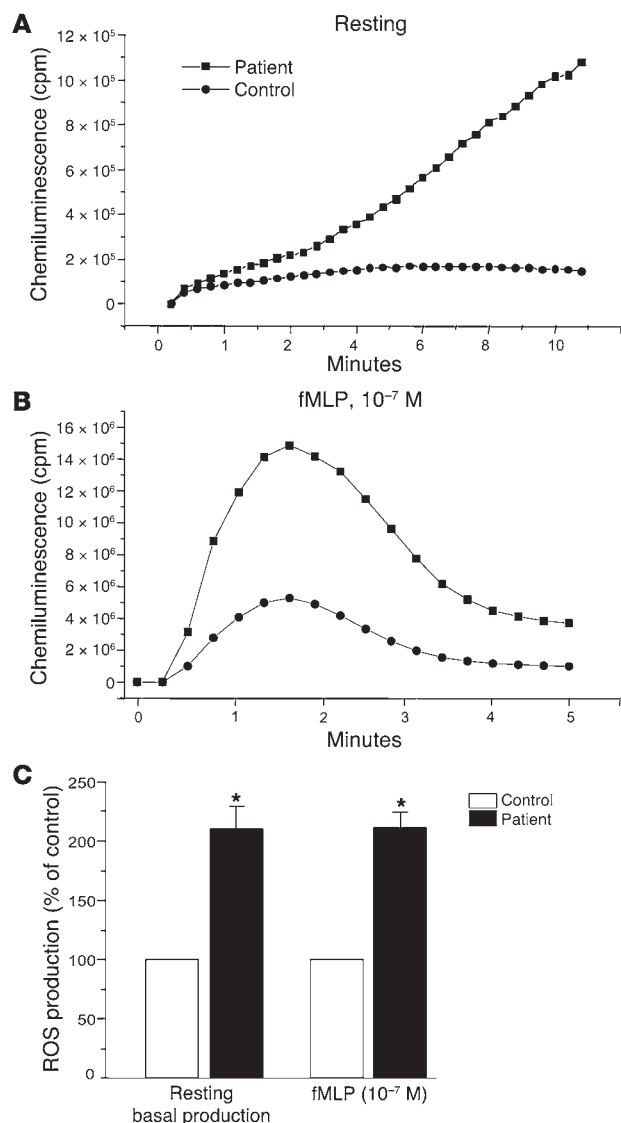 A
Resting
Chemiluminescence (cpm)
12 × 10⁵
10 × 10⁵
8 × 10⁵
6 × 10⁵
4 × 10⁵
2 × 10⁵
0
Patient
Control
0 1 2 4 6 8 10
Minutes
B
fMLP, 10⁻⁷ M
Chemiluminescence (cpm)
16 × 10⁶
14 × 10⁶
12 × 10⁶
10 × 10⁶
8 × 10⁶
6 × 10⁶
4 × 10⁶
2 × 10⁶
0
0 1 2 3 4 5
Minutes
C
ROS production (% of control)
250
200
150
100
50
0
* *
Control
Patient
Resting
basal production
fMLP (10⁻⁷ M)